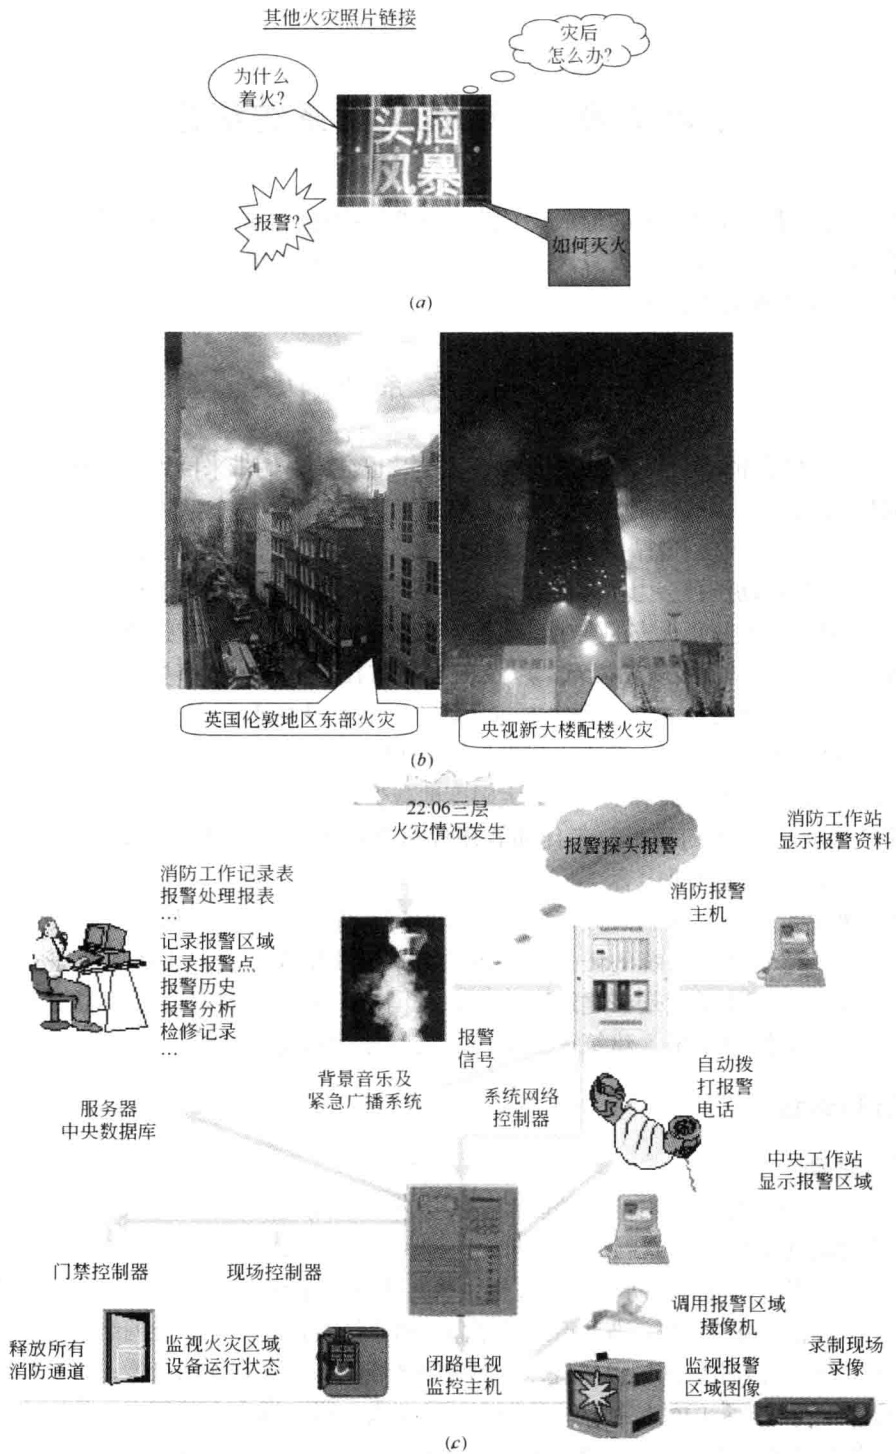 其他火灾照片链接
灾后
怎么办?
为什么
着火?
头脑
风暴
报警?
如何灭火
(a)
英国伦敦地区东部火灾
央视新大楼配楼火灾
(b)
22:06三层
火灾情况发生
报警探头报警
消防工作站
显示报警资料
消防工作记录表
报警处理报表
…
记录报警区域
记录报警点
报警历史
报警分析
检修记录
…
消防报警
主机
报警
信号
背景音乐及
紧急广播系统
系统网络
控制器
自动拨
打报警
电话
服务器
中央数据库
中央工作站
显示报警区域
门禁控制器
现场控制器
调用报警区域
摄像机
释放所有
消防通道
监视火灾区域
设备运行状态
闭路电视
监控主机
监视报警
区域图像
录制现场
录像
(c)